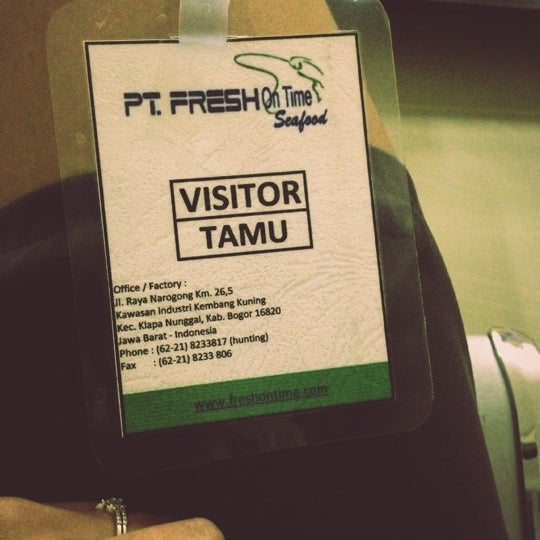 PT. FRESH On Time
Seafood
VISITOR
TAMU
Office / Factory :
Jl. Raya Narogong Km. 26,5
Kawasan Industri Kembang Kuning
Kec. Klapa Nunggal, Kab. Bogor 16820
Jawa Barat - Indonesia
Phone : (62-21) 8233817 (hunting)
Fax : (62-21) 8233 806
www.freshontime.com